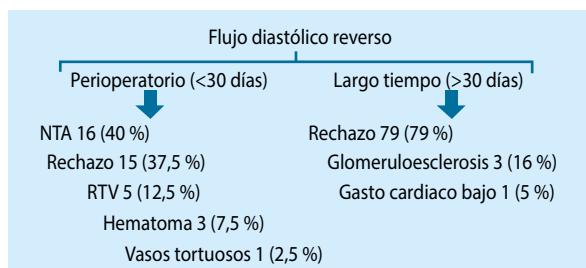 Flujo diastólico reverso
Perioperatorio (<30 días)
Largo tiempo (>30 días)
NTA 16 (40 %)
Rechazo 15 (37,5 %)
RTV 5 (12,5 %)
Hematoma 3 (7,5 %)
Vasos tortuosos 1 (2,5 %)
Rechazo 79 (79 %)
Glomeruloesclerosis 3 (16 %)
Gasto cardiaco bajo 1 (5 %)